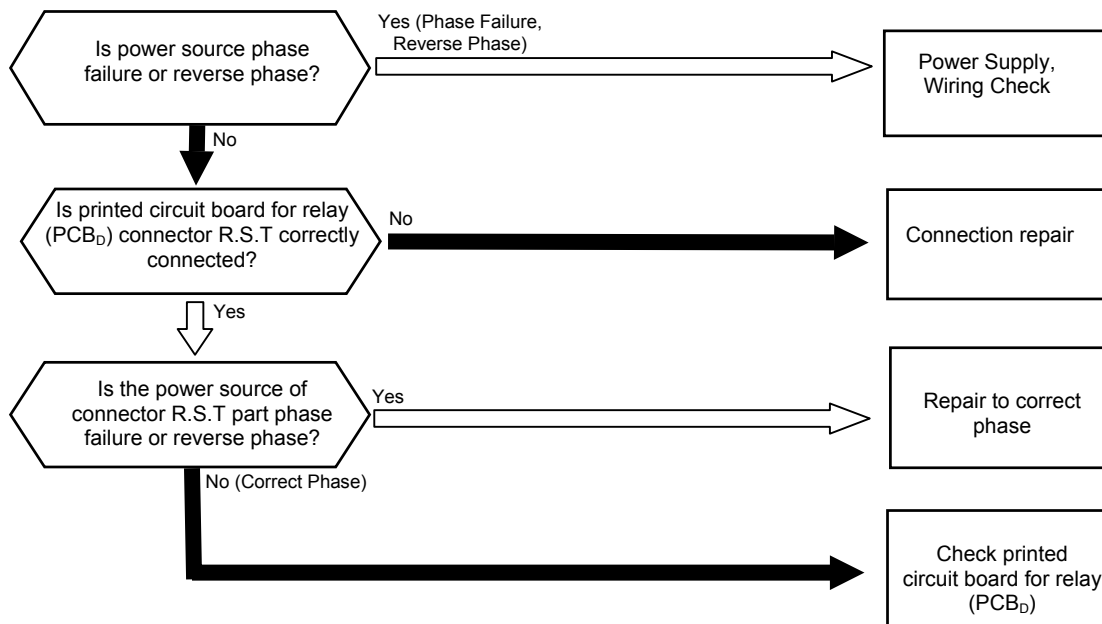 Is power source phase
failure or reverse phase?
Yes (Phase Failure,
Reverse Phase)
Power Supply,
Wiring Check
No
Is printed circuit board for relay
(PCB_D) connector R.S.T correctly
connected?
No
Connection repair
Yes
Is the power source of
connector R.S.T part phase
failure or reverse phase?
Yes
Repair to correct
phase
No (Correct Phase)
Check printed
circuit board for relay
(PCB_D)